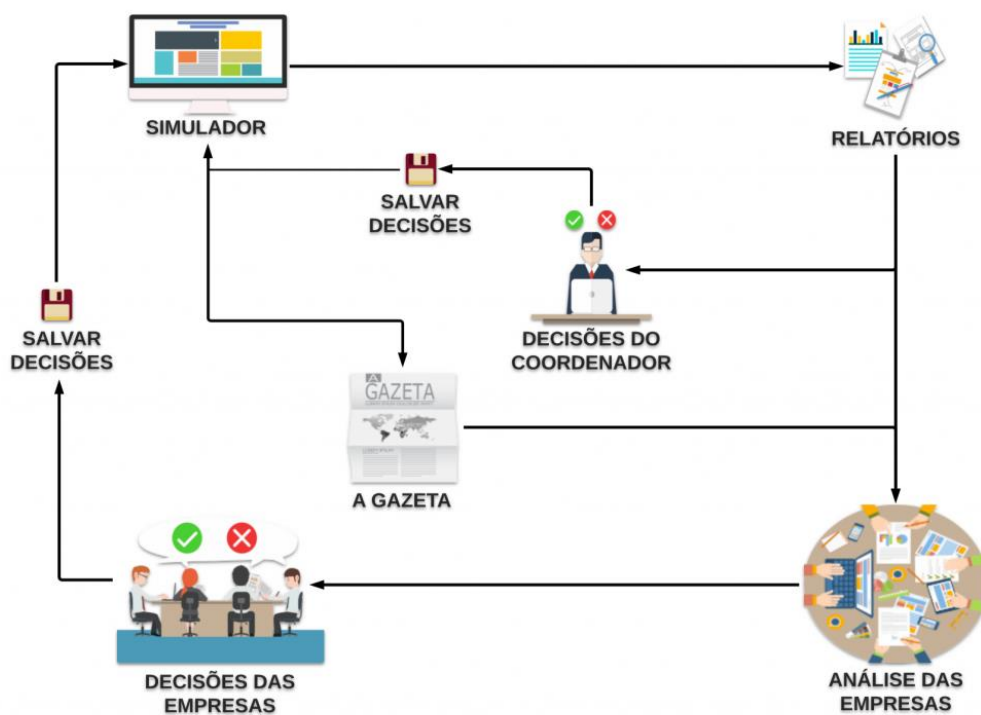 SIMULADOR
RELATÓRIOS
SALVAR
DECISÕES
DECISÕES DO
COORDENADOR
SALVAR
DECISÕES
A
GAZETA
A GAZETA
DECISÕES DAS
EMPRESAS
ANÁLISE DAS
EMPRESAS